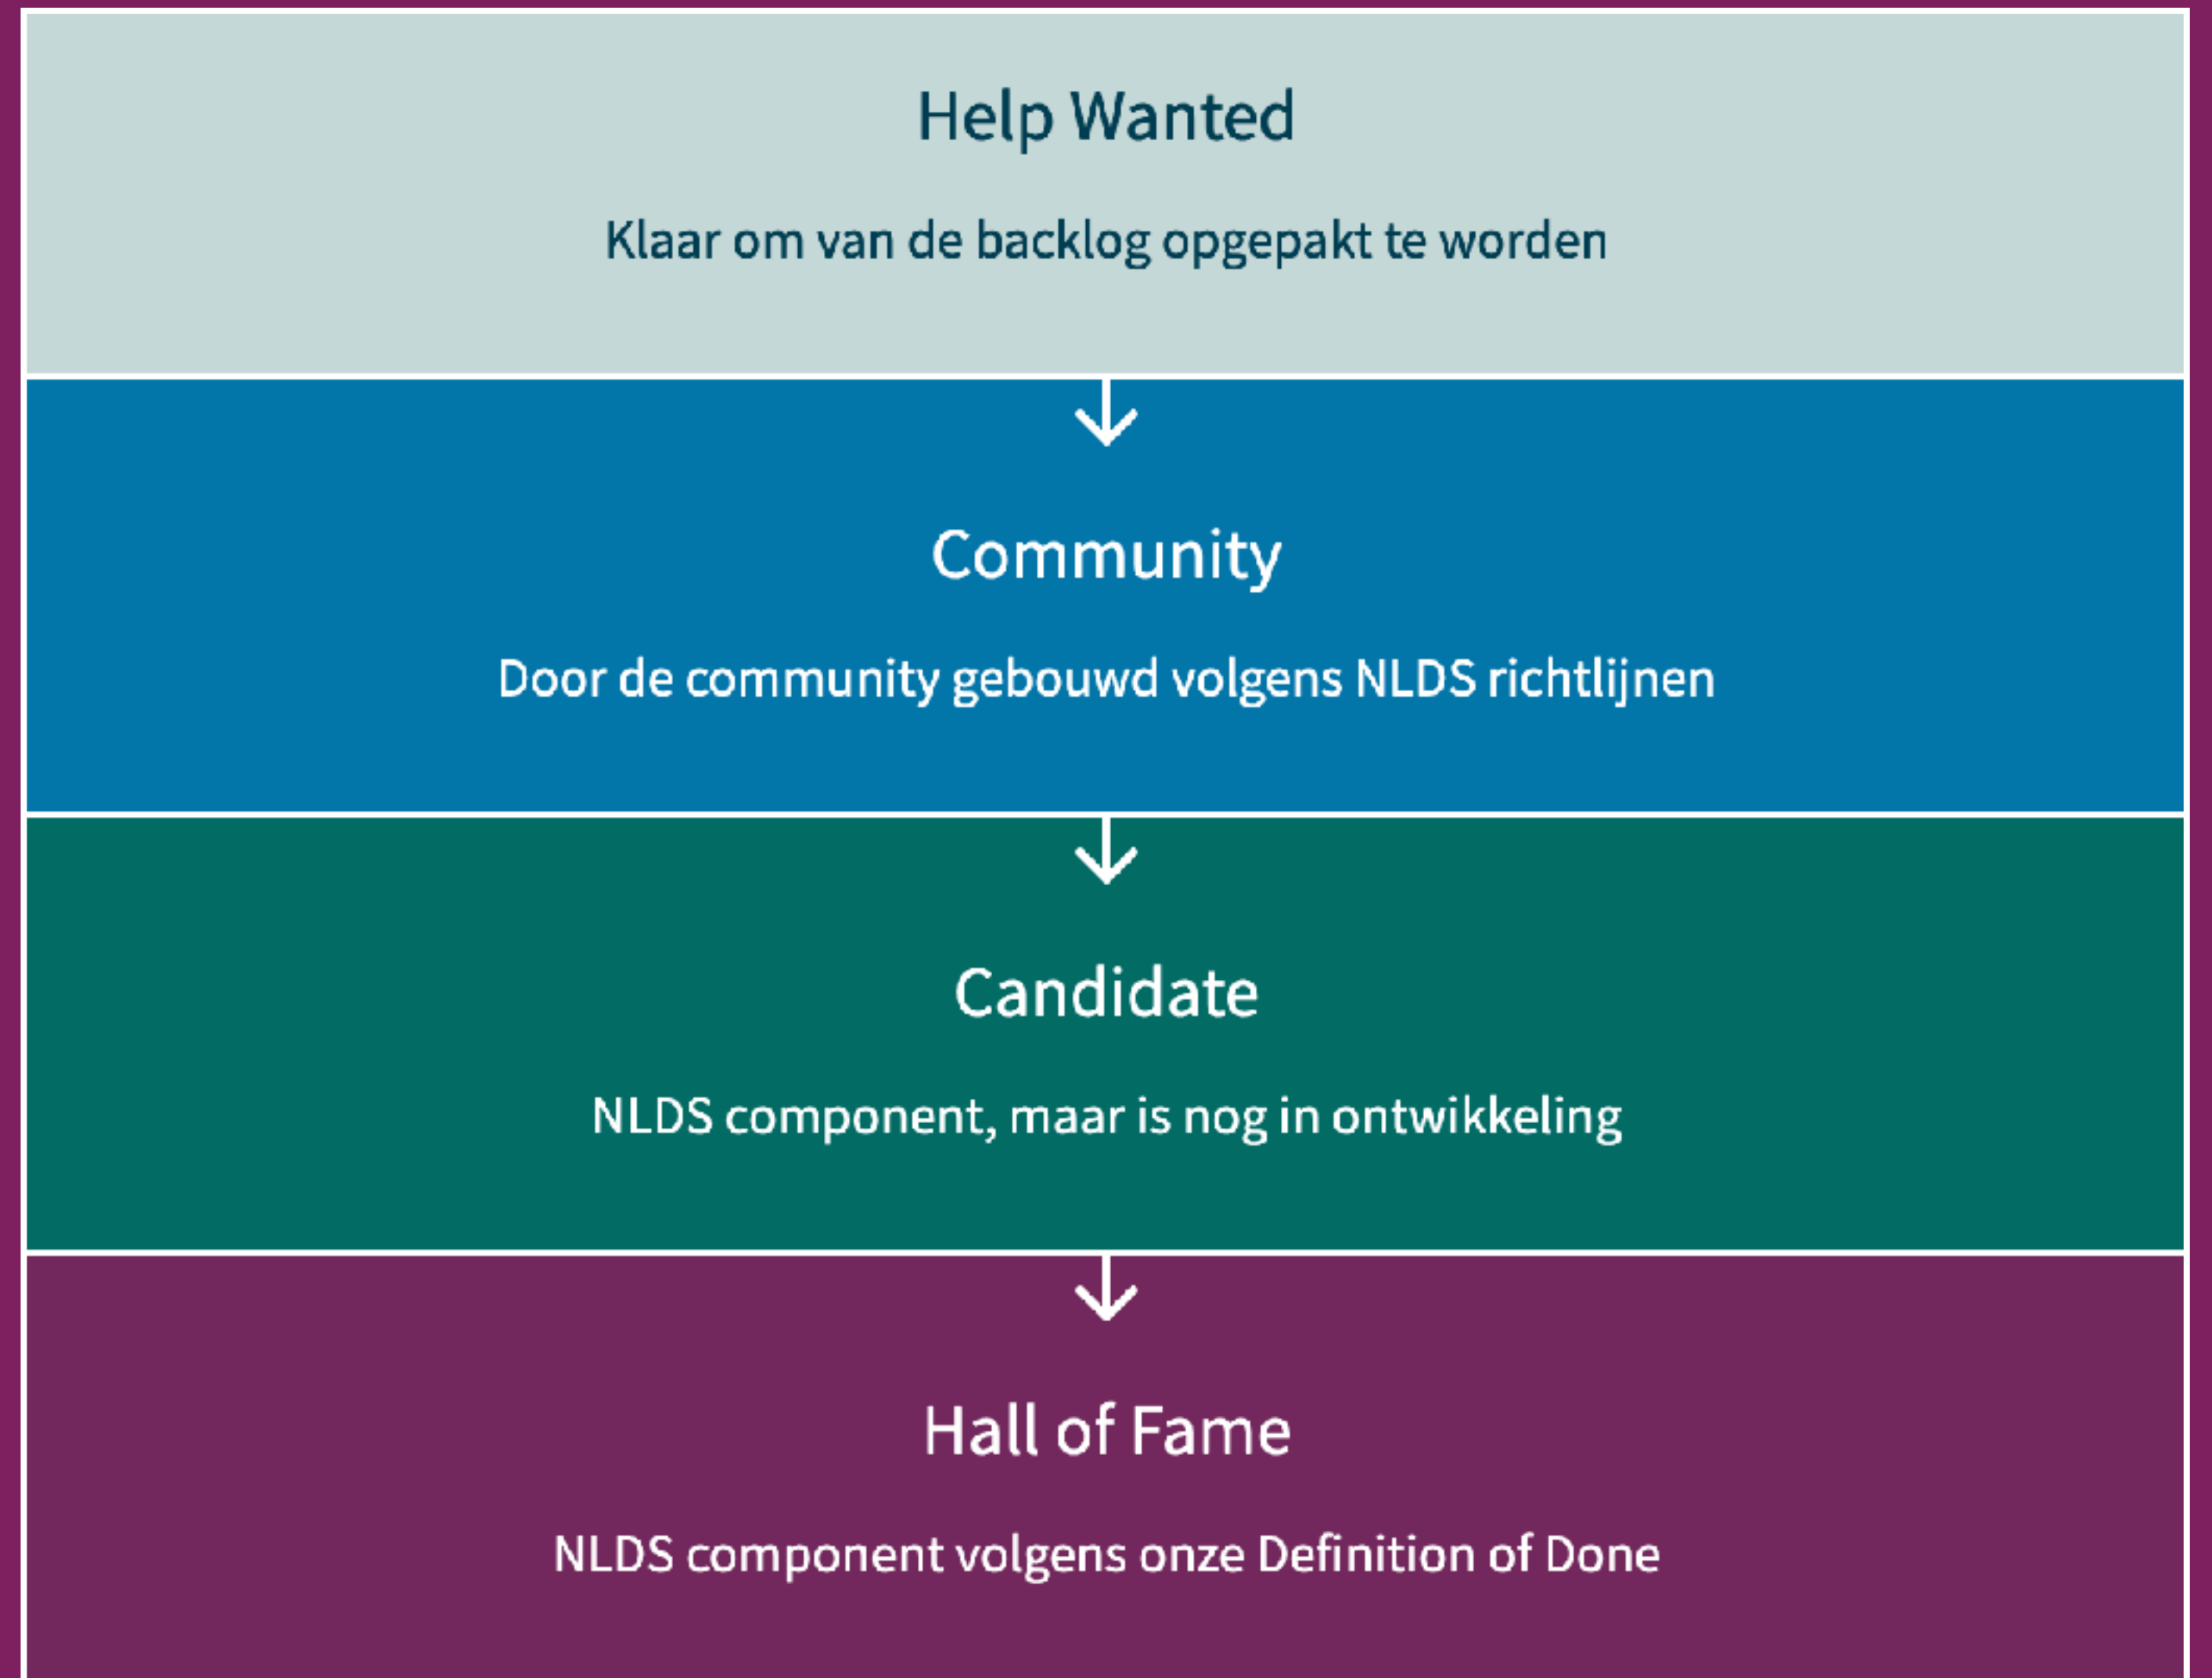 Help Wanted
Klaar om van de backlog opgepakt te worden
Community
Door de community gebouwd volgens NLDS richtlijnen
Candidate
NLDS component, maar is nog in ontwikkeling
Hall of Fame
NLDS component volgens onze Definition of Done